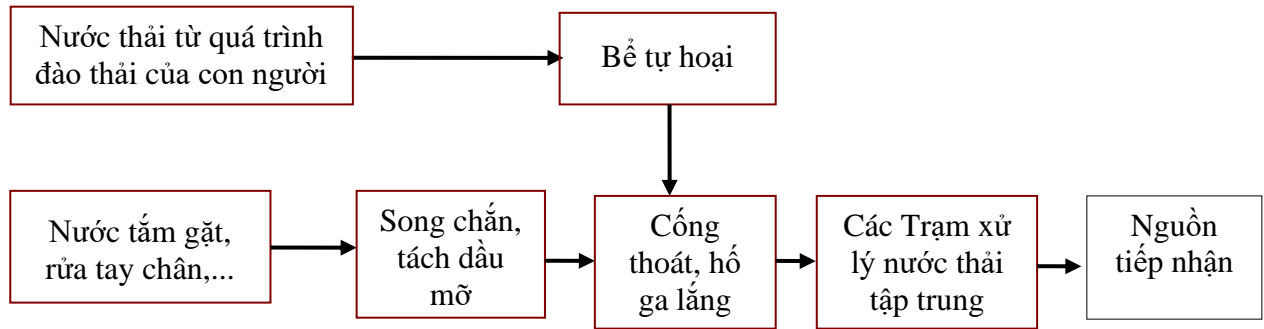 Nước thải từ quá trình
đào thải của con người
Bể tự hoại
Nước tắm gặt,
rửa tay chân,...
Song chắn,
tách dầu
mỡ
Cống
thoát, hố
ga lắng
Các Trạm xử
lý nước thải
tập trung
Nguồn
tiếp nhận